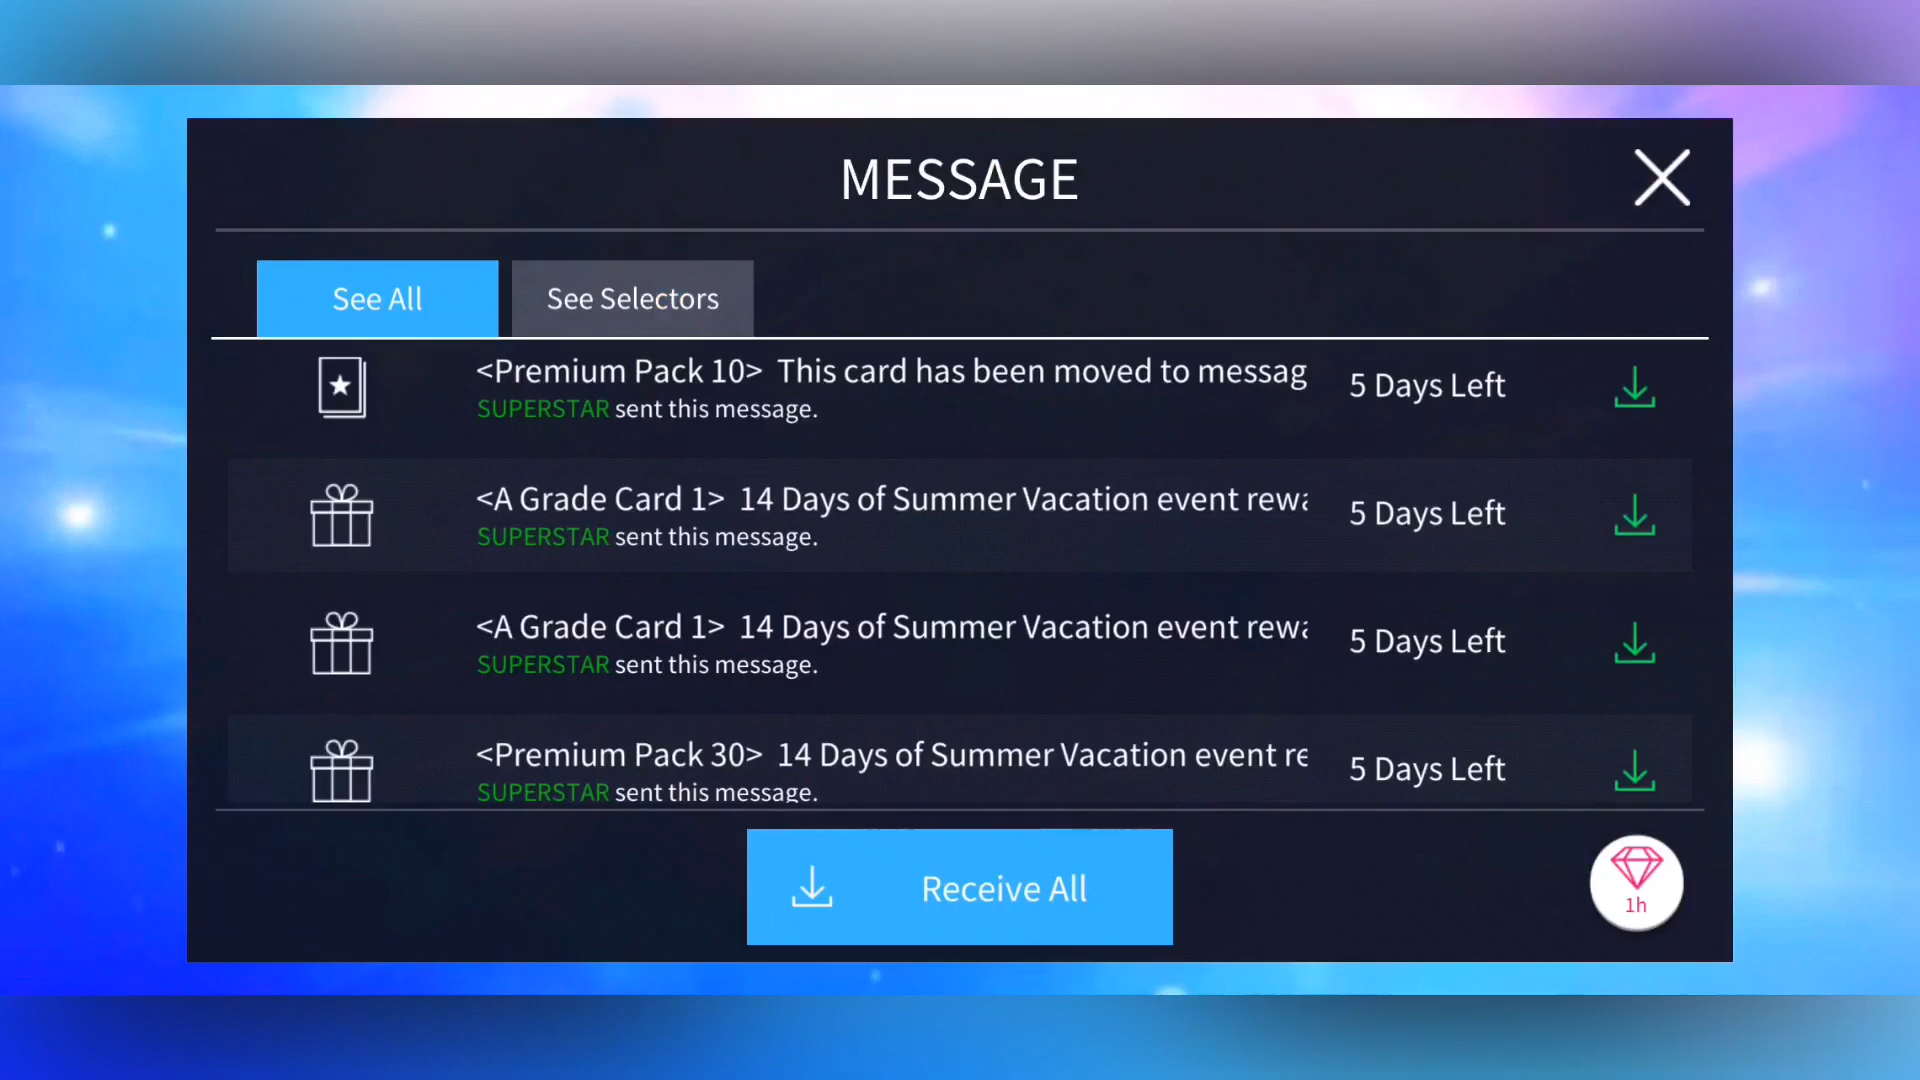 MESSAGE
See All
See Selectors
<Premium Pack 10> This card has been moved to messag
SUPERSTAR sent this message.
5 Days Left
<A Grade Card 1> 14 Days of Summer Vacation event rewa
SUPERSTAR sent this message.
5 Days Left
<A Grade Card 1> 14 Days of Summer Vacation event rewa
SUPERSTAR sent this message.
5 Days Left
<Premium Pack 30> 14 Days of Summer Vacation event re
SUPERSTAR sent this message.
5 Days Left
Receive All
1h